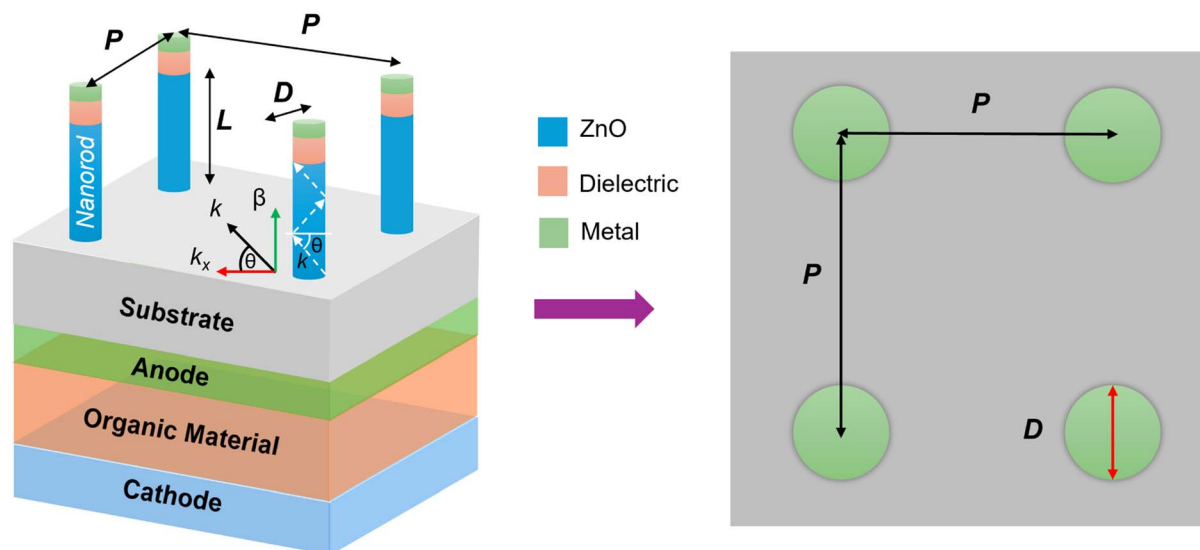 P
P
D
L
Nanorod
β
k
kₓ
θ
θ
k
Substrate
Anode
Organic Material
Cathode
ZnO
Dielectric
Metal
P
P
D